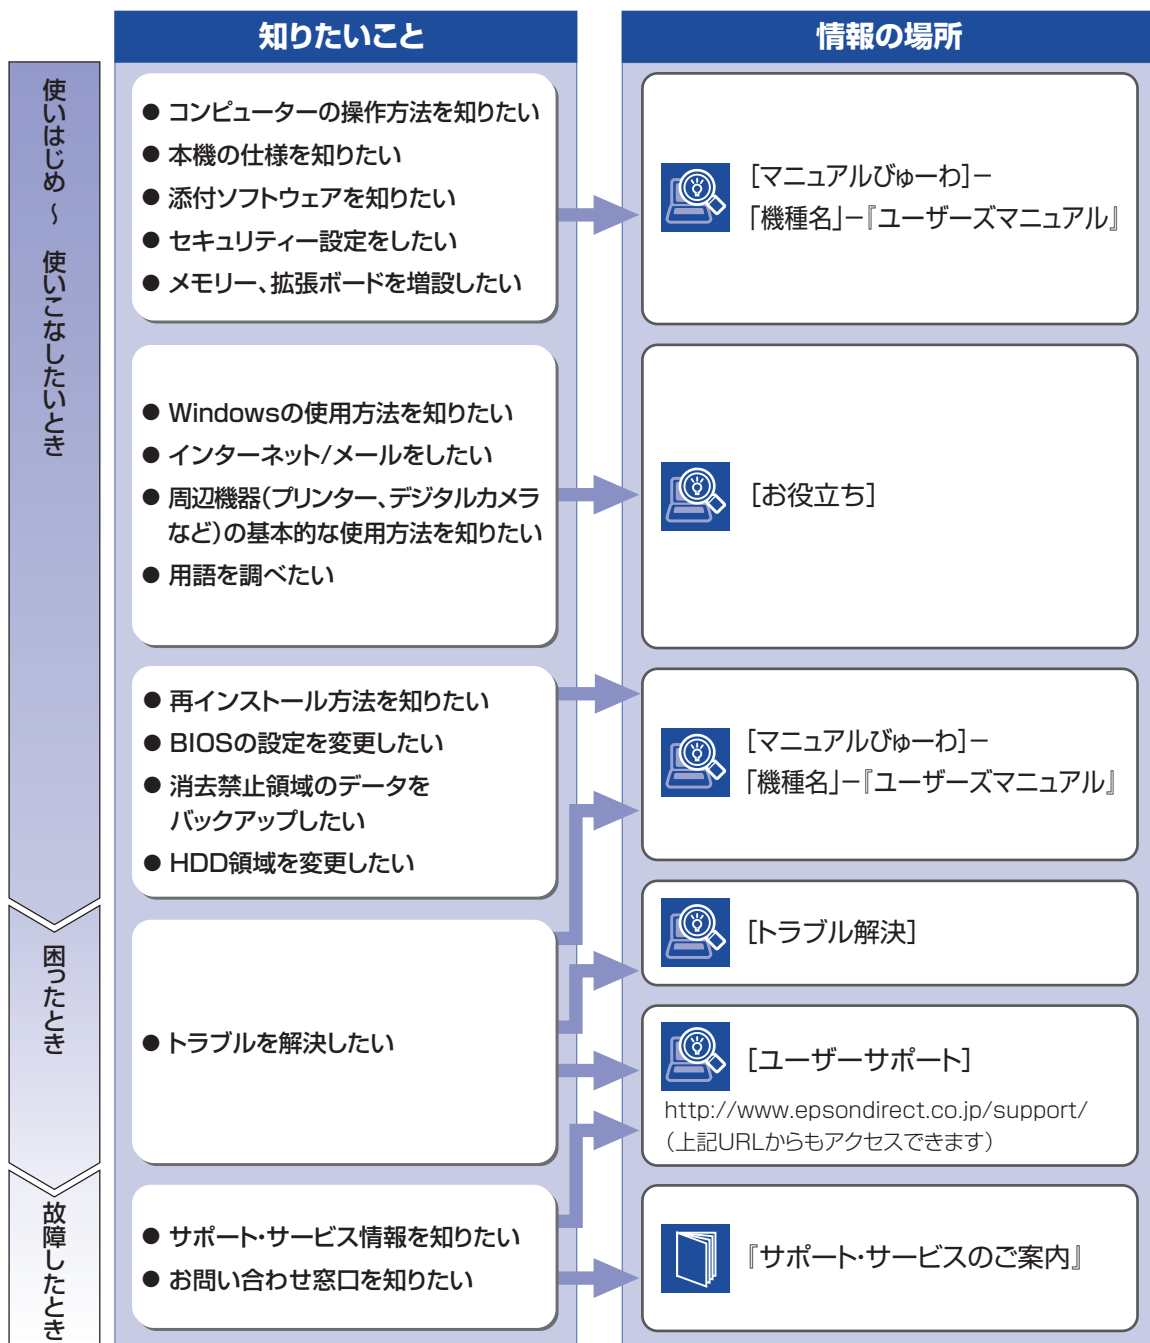 知りたいこと
情報の場所
使いはじめ ～ 使いこなしたいとき
● コンピューターの操作方法を知りたい
● 本機の仕様を知りたい
● 添付ソフトウェアを知りたい
● セキュリティー設定をしたい
● メモリー、拡張ボードを増設したい
[マニュアルびゅーわ]－
「機種名」－『ユーザーズマニュアル』
● Windowsの使用方法を知りたい
● インターネット/メールをしたい
● 周辺機器(プリンター、デジタルカメラ
など)の基本的な使用方法を知りたい
● 用語を調べたい
[お役立ち]
● 再インストール方法を知りたい
● BIOSの設定を変更したい
● 消去禁止領域のデータを
バックアップしたい
● HDD領域を変更したい
[マニュアルびゅーわ]－
「機種名」－『ユーザーズマニュアル』
困ったとき
● トラブルを解決したい
[トラブル解決]
[ユーザーサポート]
http://www.epsondirect.co.jp/support/
(上記URLからもアクセスできます)
故障したとき
● サポート・サービス情報を知りたい
● お問い合わせ窓口を知りたい
『サポート・サービスのご案内』